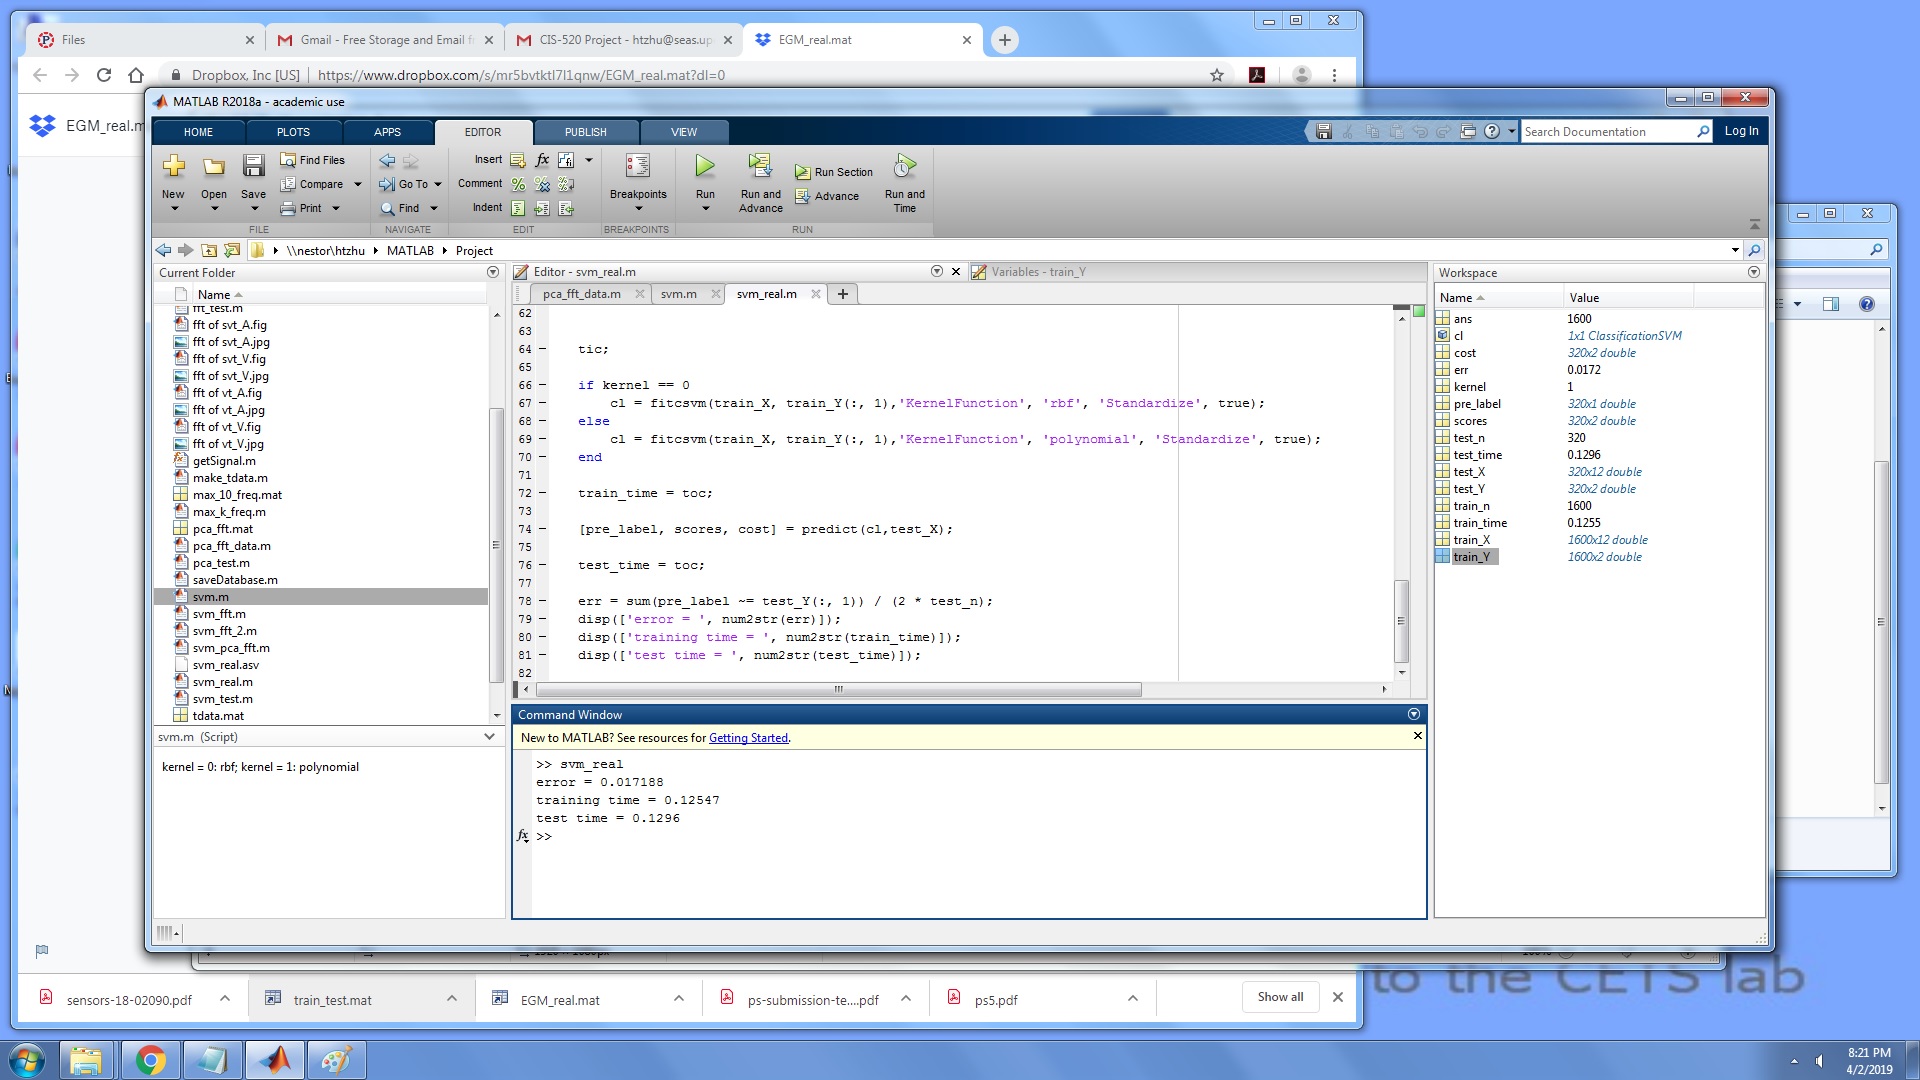 Files
Gmail - Free Storage and Email f
CIS-520 Project - htzhu@seas.up
EGM_real.mat
Dropbox, Inc [US]
https://www.dropbox.com/s/mr5bvtktl7l1qnw/EGM_real.mat?dl=0
EGM_real.m
MATLAB R2018a - academic use
HOME
PLOTS
APPS
EDITOR
PUBLISH
VIEW
Search Documentation
Log In
New
Open
Save
Find Files
Compare
Print
Go To
Find
Insert
Comment
Indent
Breakpoints
Run
Run and Advance
Run Section
Advance
Run and Time
FILE
NAVIGATE
EDIT
BREAKPOINTS
RUN
\\nestor\htzhu
MATLAB
Project
Current Folder
Name
fft_test.m
fft of svt_A.fig
fft of svt_A.jpg
fft of svt_V.fig
fft of svt_V.jpg
fft of vt_A.fig
fft of vt_A.jpg
fft of vt_V.fig
fft of vt_V.jpg
getSignal.m
make_tdata.m
max_10_freq.mat
max_k_freq.m
pca_fft.mat
pca_fft_data.m
pca_test.m
saveDatabase.m
svm.m
svm_fft.m
svm_fft_2.m
svm_pca_fft.m
svm_real.asv
svm_real.m
svm_test.m
tdata.mat
svm.m (Script)
kernel = 0: rbf; kernel = 1: polynomial
Editor - svm_real.m
Variables - train_Y
pca_fft_data.m
svm.m
svm_real.m
62
63
64 – tic;
65
66 – if kernel == 0
67 – cl = fitcsvm(train_X, train_Y(:, 1),'KernelFunction', 'rbf', 'Standardize', true);
68 – else
69 – cl = fitcsvm(train_X, train_Y(:, 1),'KernelFunction', 'polynomial', 'Standardize', true);
70 – end
71
72 – train_time = toc;
73
74 – [pre_label, scores, cost] = predict(cl,test_X);
75
76 – test_time = toc;
77
78 – err = sum(pre_label ~= test_Y(:, 1)) / (2 * test_n);
79 – disp(['error = ', num2str(err)]);
80 – disp(['training time = ', num2str(train_time)]);
81 – disp(['test time = ', num2str(test_time)]);
82
Command Window
New to MATLAB? See resources for Getting Started.
>> svm_real
error = 0.017188
training time = 0.12547
test time = 0.1296
fx >>
Workspace
Name Value
ans 1600
cl 1x1 ClassificationSVM
cost 320x2 double
err 0.0172
kernel 1
pre_label 320x1 double
scores 320x2 double
test_n 320
test_time 0.1296
test_X 320x12 double
test_Y 320x2 double
train_n 1600
train_time 0.1255
train_X 1600x12 double
train_Y 1600x2 double
to the CETS lab
sensors-18-02090.pdf
train_test.mat
EGM_real.mat
ps-submission-te....pdf
ps5.pdf
Show all
8:21 PM
4/2/2019